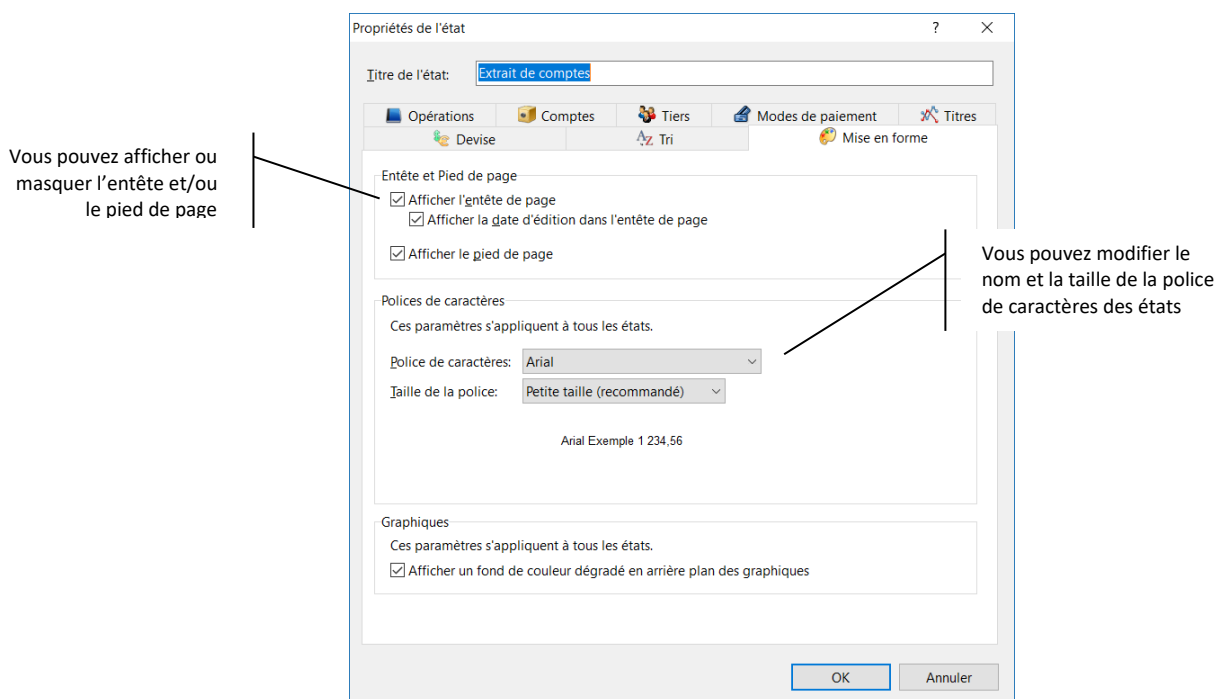 Propriétés de l'état
?
Titre de l'état:
Extrait de comptes
Opérations
Comptes
Tiers
Modes de paiement
Titres
Devise
Tri
Mise en forme
Vous pouvez afficher ou
masquer l'entête et/ou
le pied de page
Entête et Pied de page
Afficher l'entête de page
Afficher la date d'édition dans l'entête de page
Afficher le pied de page
Vous pouvez modifier le
nom et la taille de la police
de caractères des états
Polices de caractères
Ces paramètres s'appliquent à tous les états.
Police de caractères:
Arial
Taille de la police:
Petite taille (recommandé)
Arial Exemple 1 234,56
Graphiques
Ces paramètres s'appliquent à tous les états.
Afficher un fond de couleur dégradé en arrière plan des graphiques
OK
Annuler